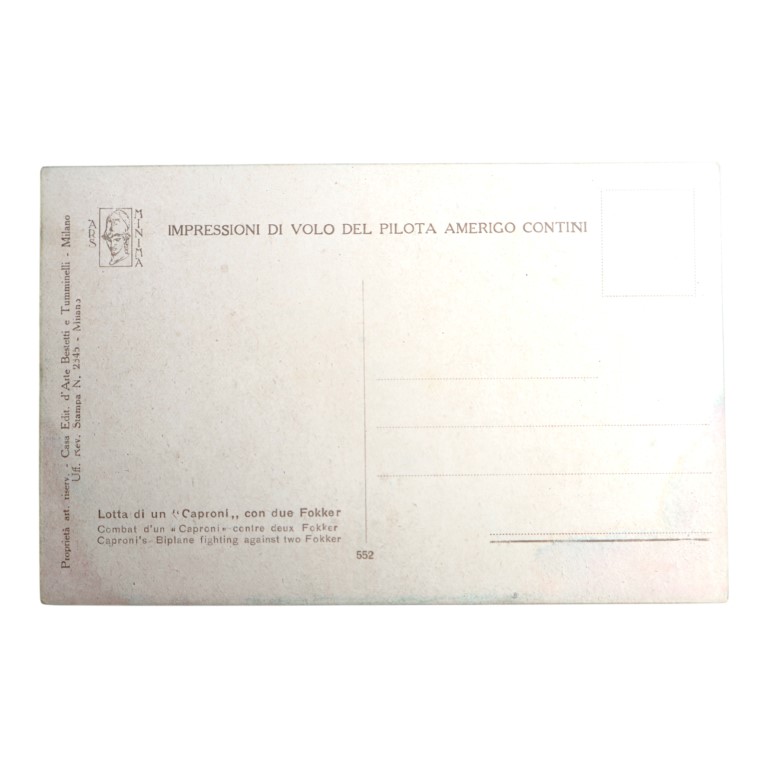 ARS
MINIMA
IMPRESSIONI DI VOLO DEL PILOTA AMERIGO CONTINI
Proprietà art. riserv. - Casa Edit. d'Arte Bestetti e Tumminelli - Milano
Uff. Rev. Stampa N. 2345 - Milano
Lotta di un "Caproni„ con due Fokker
Combat d'un «Caproni» contre deux Fokker
Caproni's Biplane fighting against two Fokker
552